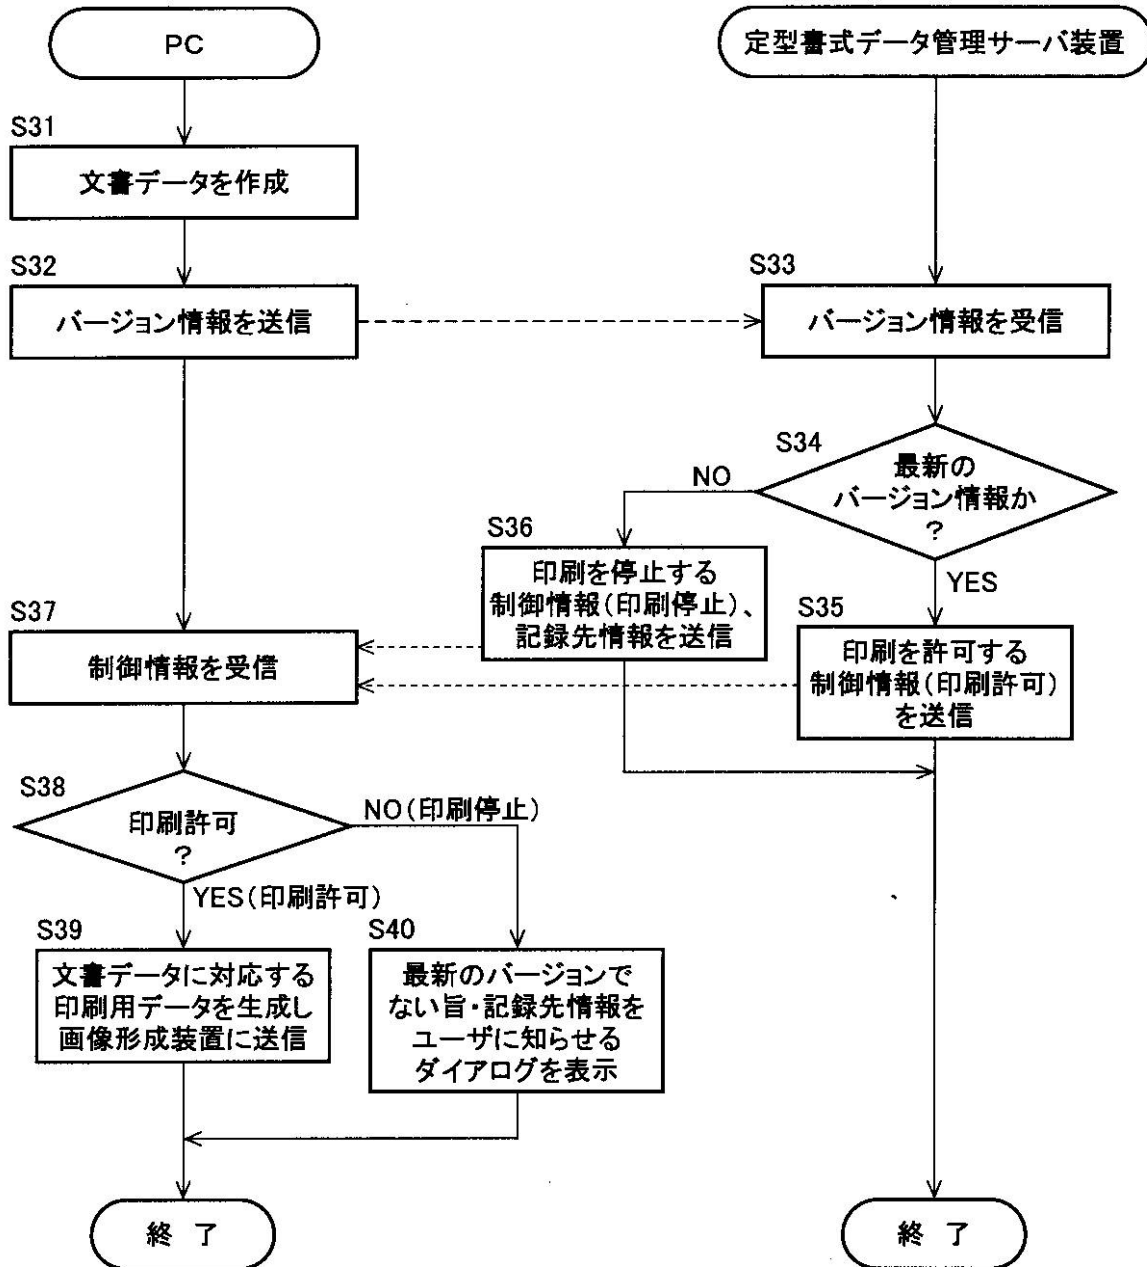 PC
定型書式データ管理サーバ装置
S31
文書データを作成
S32
バージョン情報を送信
S33
バージョン情報を受信
S34
最新の
バージョン情報か
?
NO
YES
S36
印刷を停止する
制御情報(印刷停止)、
記録先情報を送信
S35
印刷を許可する
制御情報(印刷許可)
を送信
S37
制御情報を受信
S38
印刷許可
?
NO(印刷停止)
YES(印刷許可)
S39
文書データに対応する
印刷用データを生成し
画像形成装置に送信
S40
最新のバージョンで
ない旨・記録先情報を
ユーザに知らせる
ダイアログを表示
終 了
終 了